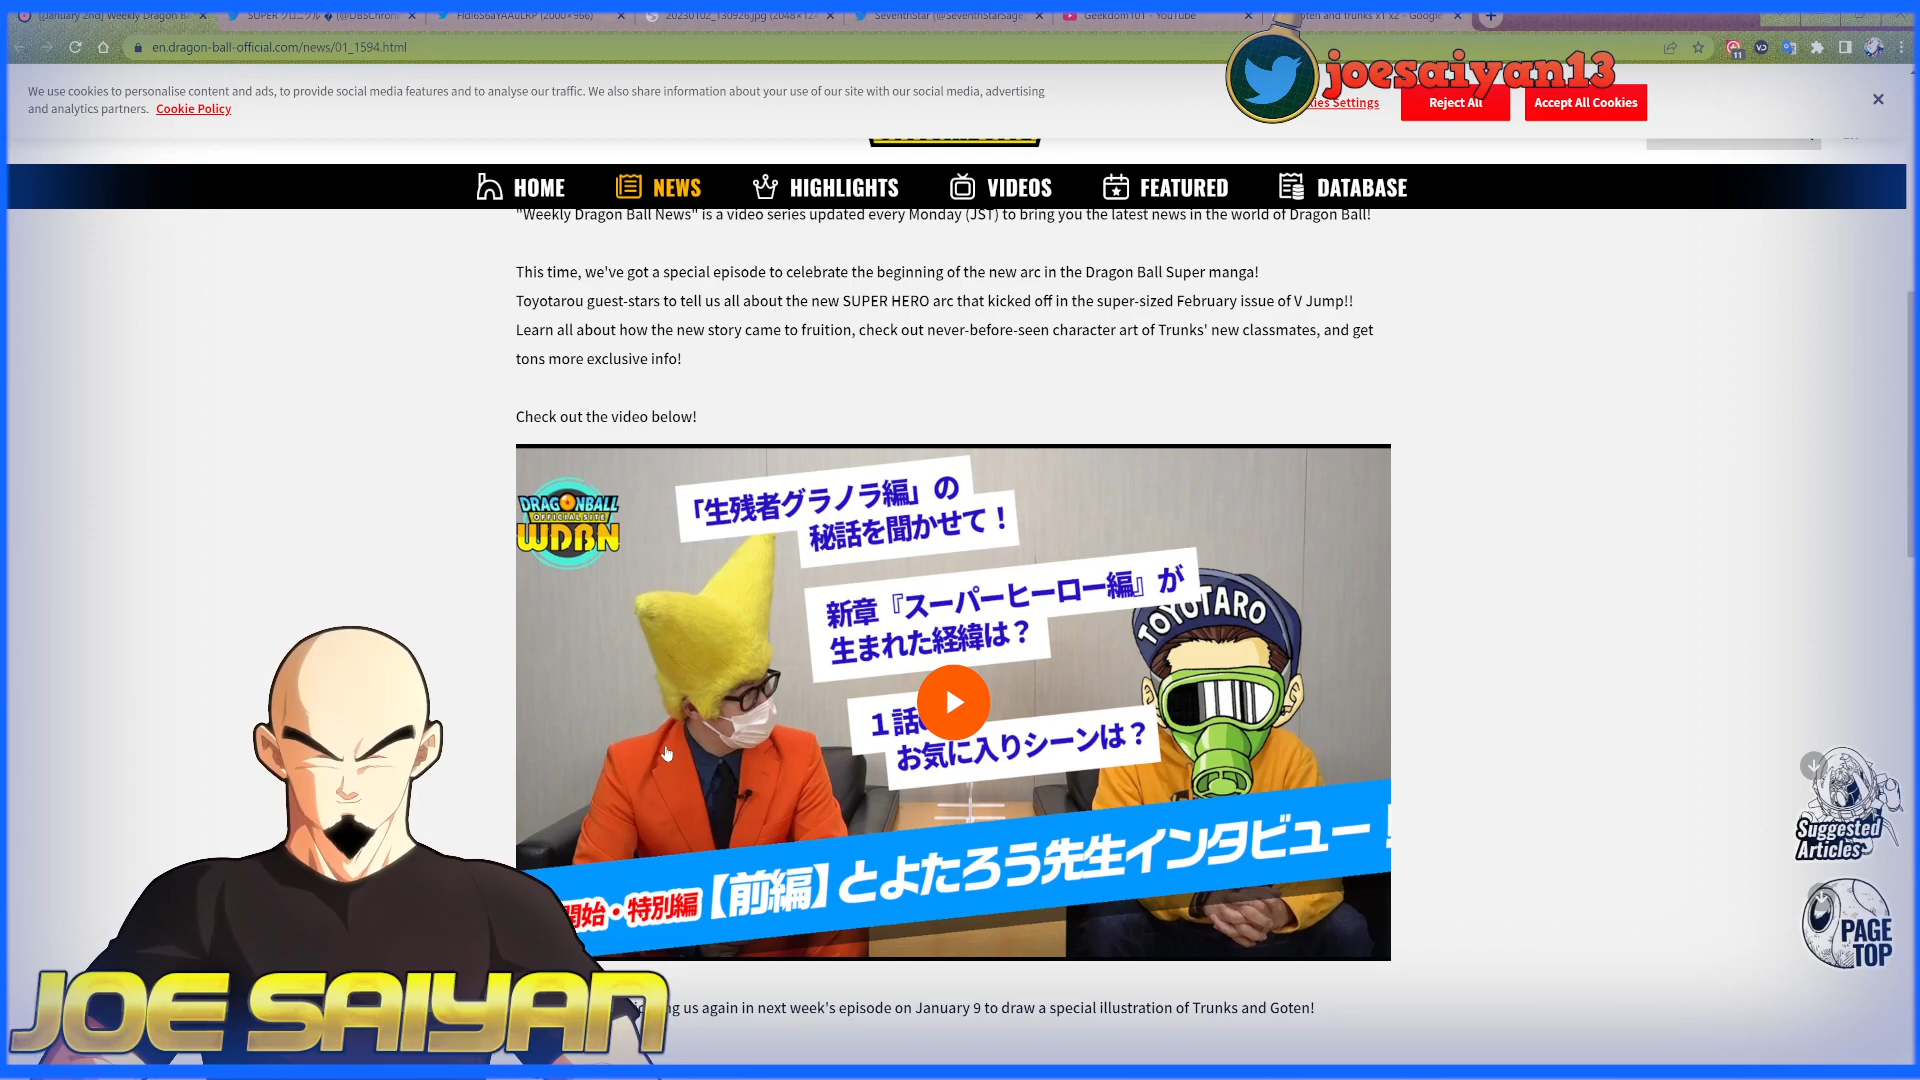 [January 2nd] Weekly Dragon B
SUPER クロニクル
(@DBSChron
FIdI6S6aYAAuLRP (2000×966)
20230102_130926.jpg (2048×12
SeventhStar (@SeventhStarSage
Geekdom101 - YouTube
oten and trunks x1 x2 - Google
en.dragon-ball-official.com/news/01_1594.html
11
joesaiyan13
We use cookies to personalise content and ads, to provide social media features and to analyse our traffic. We also share information about your use of our site with our social media, advertising
and analytics partners. Cookie Policy
ies Settings
Reject All
Accept All Cookies
HOME
NEWS
HIGHLIGHTS
VIDEOS
FEATURED
DATABASE
"Weekly Dragon Ball News" is a video series updated every Monday (JST) to bring you the latest news in the world of Dragon Ball!
This time, we've got a special episode to celebrate the beginning of the new arc in the Dragon Ball Super manga!
Toyotarou guest-stars to tell us all about the new SUPER HERO arc that kicked off in the super-sized February issue of V Jump!!
Learn all about how the new story came to fruition, check out never-before-seen character art of Trunks' new classmates, and get
tons more exclusive info!
Check out the video below!
DRAGONBALL
OFFICIAL SITE
WDBN
「生残者グラノラ編」の
秘話を聞かせて！
新章『スーパーヒーロー編』が
生まれた経緯は？
TOYOTARO
１話
お気に入りシーンは？
開始・特別編【前編】とよたろう先生インタビュー！
Suggested
Articles
PAGE
TOP
ng us again in next week's episode on January 9 to draw a special illustration of Trunks and Goten!
JOE SAIYAN